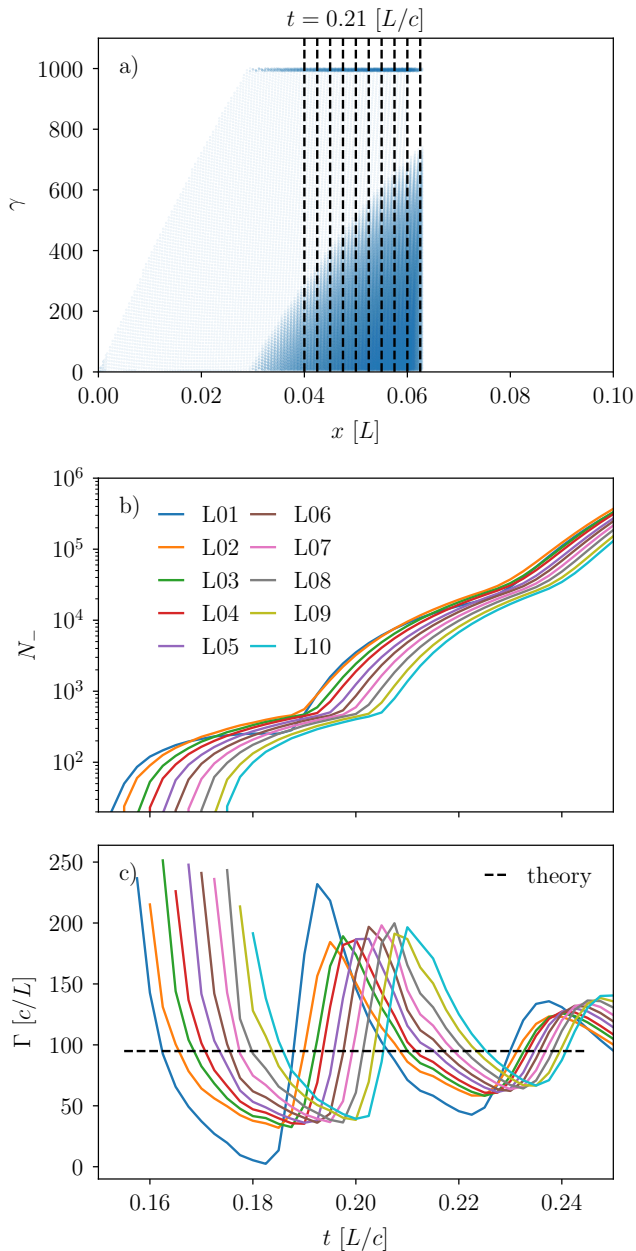 t = 0.21 [L/c]
a)
1000
800
600
400
200
0
γ
0.00 0.02 0.04 0.06 0.08 0.10
x [L]
b)
10^6
10^5
10^4
10^3
10^2
N_−
L01 L06
L02 L07
L03 L08
L04 L09
L05 L10
c)
theory
250
200
150
100
50
0
Γ [c/L]
0.16 0.18 0.20 0.22 0.24
t [L/c]